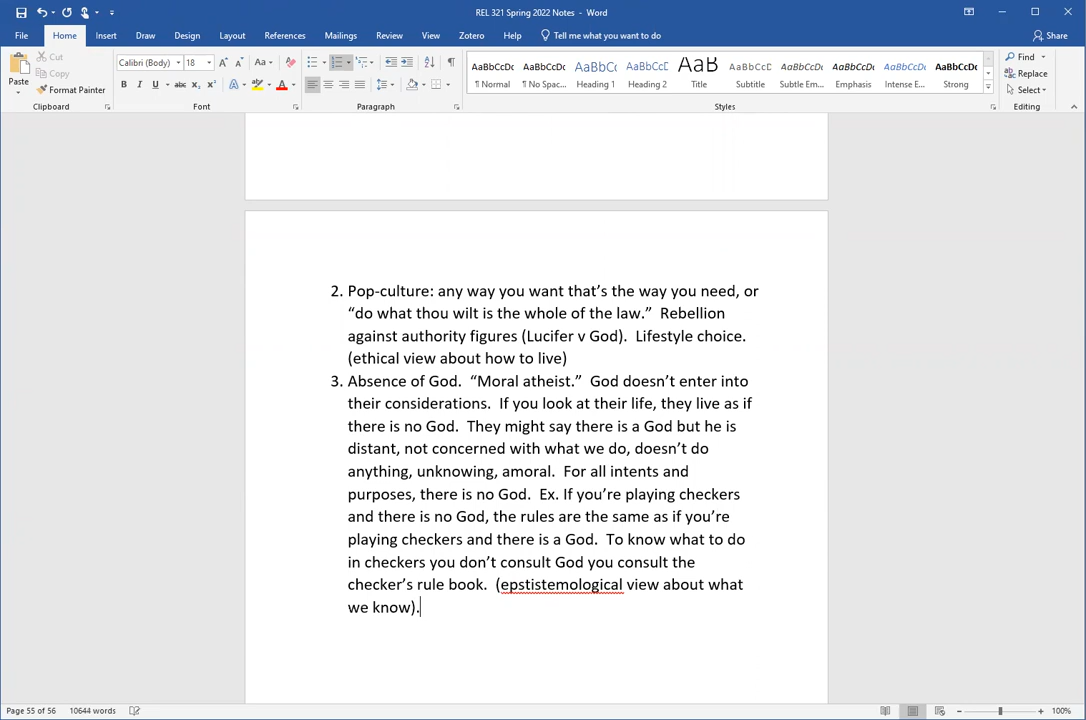 REL 321 Spring 2022 Notes - Word
File Home Insert Draw Design Layout References Mailings Review View Zotero Help Tell me what you want to do Share
Paste Cut Copy Format Painter Clipboard
Calibri (Body) 18 Font
Paragraph
AaBbCcDc ¶ Normal AaBbCcDc ¶ No Spac... AaBbCc Heading 1 AaBbCcD Heading 2 AaB Title AaBbCcD Subtitle AaBbCcDc Subtle Em... AaBbCcDc Emphasis AaBbCcDc Intense E... AaBbCcDc Strong Styles
Find Replace Select Editing
2. Pop-culture: any way you want that’s the way you need, or
“do what thou wilt is the whole of the law.” Rebellion
against authority figures (Lucifer v God). Lifestyle choice.
(ethical view about how to live)
3. Absence of God. “Moral atheist.” God doesn’t enter into
their considerations. If you look at their life, they live as if
there is no God. They might say there is a God but he is
distant, not concerned with what we do, doesn’t do
anything, unknowing, amoral. For all intents and
purposes, there is no God. Ex. If you’re playing checkers
and there is no God, the rules are the same as if you’re
playing checkers and there is a God. To know what to do
in checkers you don’t consult God you consult the
checker’s rule book. (epstistemological view about what
we know).
Page 55 of 56 10644 words 100%